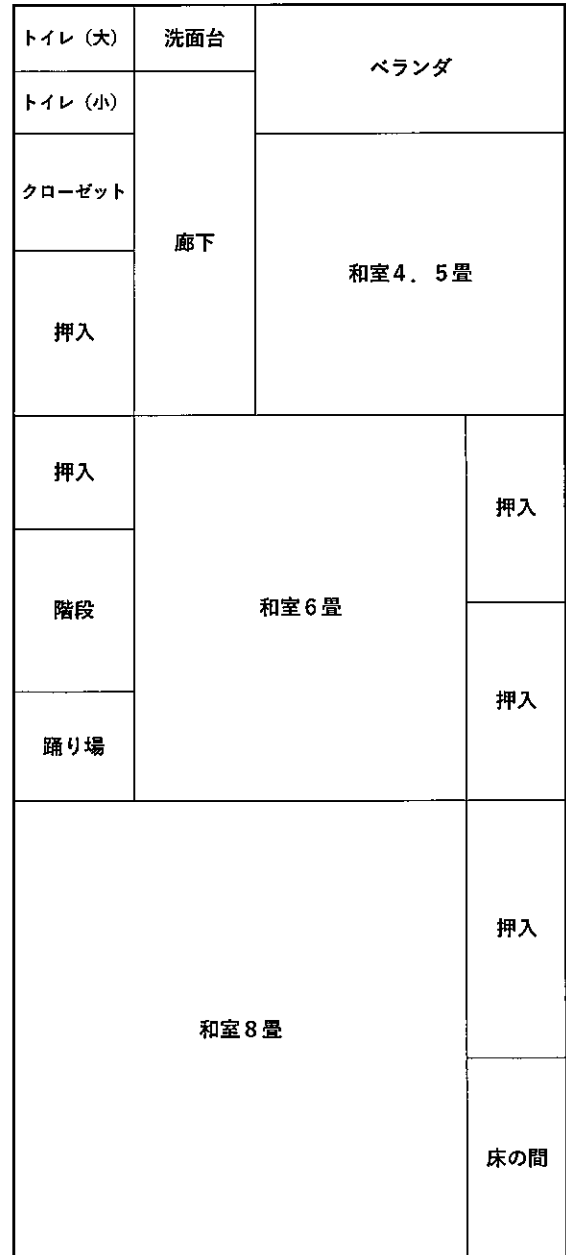 トイレ（大）
洗面台
ベランダ
トイレ（小）
クローゼット
廊下
和室４．５畳
押入
押入
押入
和室６畳
階段
押入
踊り場
押入
和室８畳
床の間